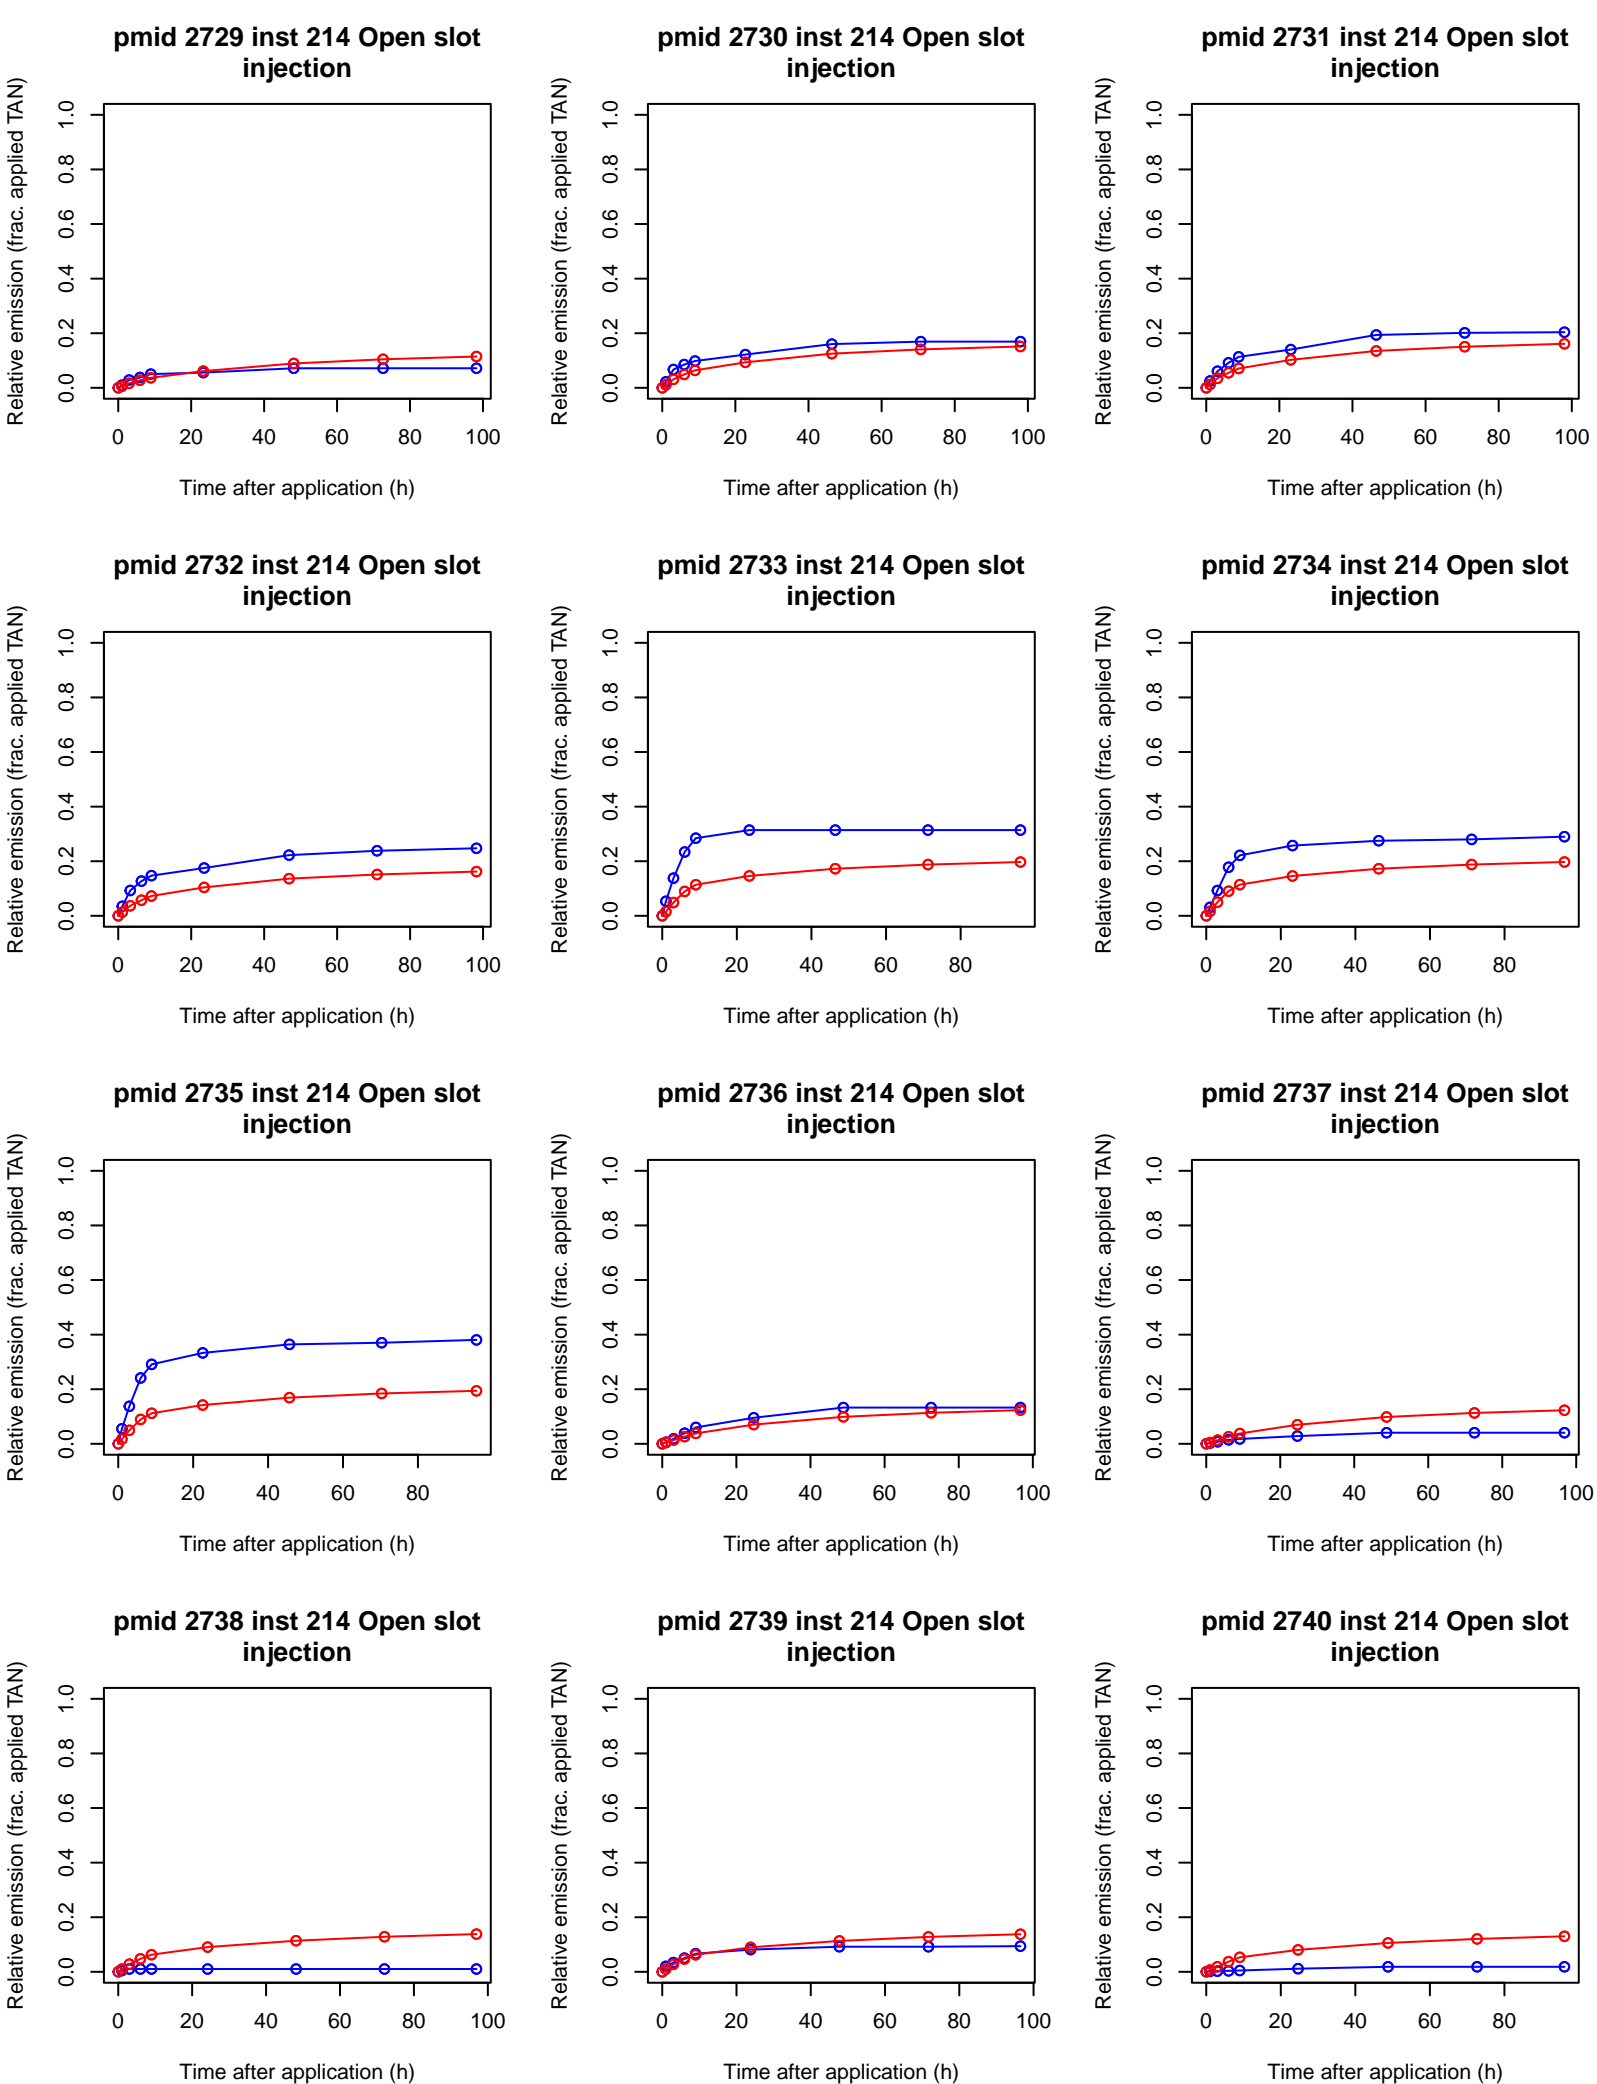 pmid 2729 inst 214 Open slot
injection
Relative emission (frac. applied TAN)
1.0
0.8
0.6
0.4
0.2
0.0
0 20 40 60 80 100
Time after application (h)
pmid 2730 inst 214 Open slot
injection
Relative emission (frac. applied TAN)
1.0
0.8
0.6
0.4
0.2
0.0
0 20 40 60 80 100
Time after application (h)
pmid 2731 inst 214 Open slot
injection
Relative emission (frac. applied TAN)
1.0
0.8
0.6
0.4
0.2
0.0
0 20 40 60 80 100
Time after application (h)
pmid 2732 inst 214 Open slot
injection
Relative emission (frac. applied TAN)
1.0
0.8
0.6
0.4
0.2
0.0
0 20 40 60 80 100
Time after application (h)
pmid 2733 inst 214 Open slot
injection
Relative emission (frac. applied TAN)
1.0
0.8
0.6
0.4
0.2
0.0
0 20 40 60 80
Time after application (h)
pmid 2734 inst 214 Open slot
injection
Relative emission (frac. applied TAN)
1.0
0.8
0.6
0.4
0.2
0.0
0 20 40 60 80
Time after application (h)
pmid 2735 inst 214 Open slot
injection
Relative emission (frac. applied TAN)
1.0
0.8
0.6
0.4
0.2
0.0
0 20 40 60 80
Time after application (h)
pmid 2736 inst 214 Open slot
injection
Relative emission (frac. applied TAN)
1.0
0.8
0.6
0.4
0.2
0.0
0 20 40 60 80 100
Time after application (h)
pmid 2737 inst 214 Open slot
injection
Relative emission (frac. applied TAN)
1.0
0.8
0.6
0.4
0.2
0.0
0 20 40 60 80 100
Time after application (h)
pmid 2738 inst 214 Open slot
injection
Relative emission (frac. applied TAN)
1.0
0.8
0.6
0.4
0.2
0.0
0 20 40 60 80 100
Time after application (h)
pmid 2739 inst 214 Open slot
injection
Relative emission (frac. applied TAN)
1.0
0.8
0.6
0.4
0.2
0.0
0 20 40 60 80 100
Time after application (h)
pmid 2740 inst 214 Open slot
injection
Relative emission (frac. applied TAN)
1.0
0.8
0.6
0.4
0.2
0.0
0 20 40 60 80
Time after application (h)